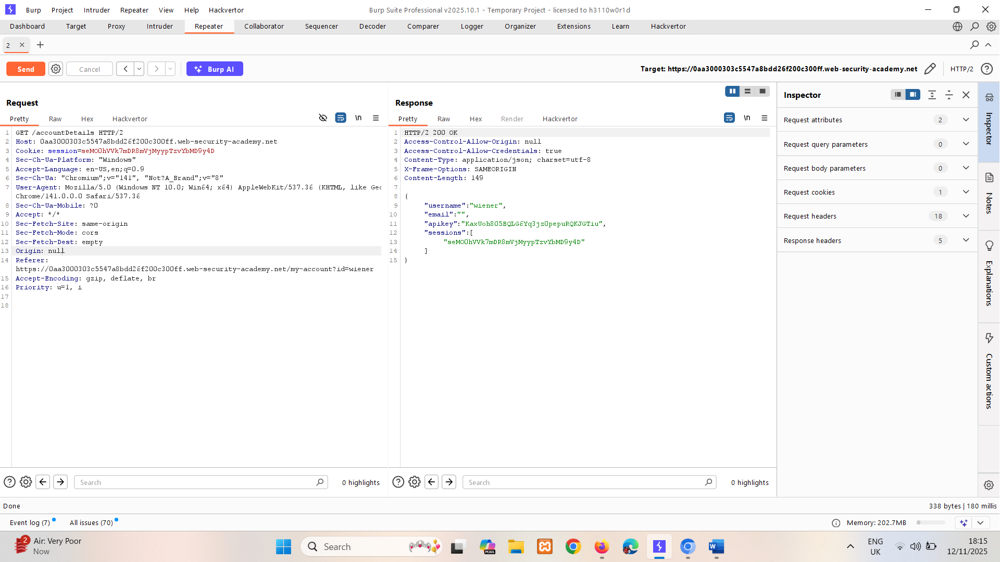 Burp Project Intruder Repeater View Help Hackvertor
Burp Suite Professional v2025.10.1 - Temporary Project - licensed to h3110w0r1d
Dashboard Target Proxy Intruder Repeater Collaborator Sequencer Decoder Comparer Logger Organizer Extensions Learn Hackvertor
2
Send Cancel Burp AI
Target: https://0aa3000303c5547a8bdd26f200c300ff.web-security-academy.net HTTP/2
Request
Pretty Raw Hex Hackvertor \n
1 GET /accountDetails HTTP/2
2 Host: 0aa3000303c5547a8bdd26f200c300ff.web-security-academy.net
3 Cookie: session=seMO0hVVk7mDR8mVjMyypTzvYbMD9y4D
4 Sec-Ch-Ua-Platform: "Windows"
5 Accept-Language: en-US,en;q=0.9
6 Sec-Ch-Ua: "Chromium";v="141", "Not?A_Brand";v="8"
7 User-Agent: Mozilla/5.0 (Windows NT 10.0; Win64; x64) AppleWebKit/537.36 (KHTML, like Gec
Chrome/141.0.0.0 Safari/537.36
8 Sec-Ch-Ua-Mobile: ?0
9 Accept: */*
10 Sec-Fetch-Site: same-origin
11 Sec-Fetch-Mode: cors
12 Sec-Fetch-Dest: empty
13 Origin: null
14 Referer:
https://0aa3000303c5547a8bdd26f200c300ff.web-security-academy.net/my-account?id=wiener
15 Accept-Encoding: gzip, deflate, br
16 Priority: u=1, i
17
18
Search 0 highlights
Response
Pretty Raw Hex Render Hackvertor \n
1 HTTP/2 200 OK
2 Access-Control-Allow-Origin: null
3 Access-Control-Allow-Credentials: true
4 Content-Type: application/json; charset=utf-8
5 X-Frame-Options: SAMEORIGIN
6 Content-Length: 149
7
8 {
9 "username":"wiener",
10 "email":"",
11 "apikey":"KaxUoh8O5BQLG6Yq3jzOpepuRQKJGTiu",
12 "sessions":[
13 "seMO0hVVk7mDR8mVjMyypTzvYbMD9y4D"
14 ]
15 }
Search 0 highlights
Inspector
Request attributes 2
Request query parameters 0
Request body parameters 0
Request cookies 1
Request headers 18
Response headers 5
Inspector
Notes
Explanations
Custom actions
Done
338 bytes | 180 millis
Event log (7) All issues (70)
Memory: 202.7MB
2
Air: Very Poor
Now
Search
M365
ENG
UK
18:15
12/11/2025